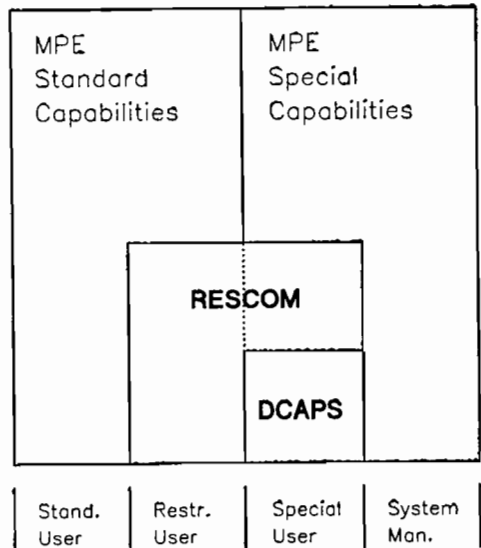 MPE
Standard
Capabilities
MPE
Special
Capabilities
RESCOM
DCAPS
Stand.
User
Restr.
User
Special
User
System
Man.